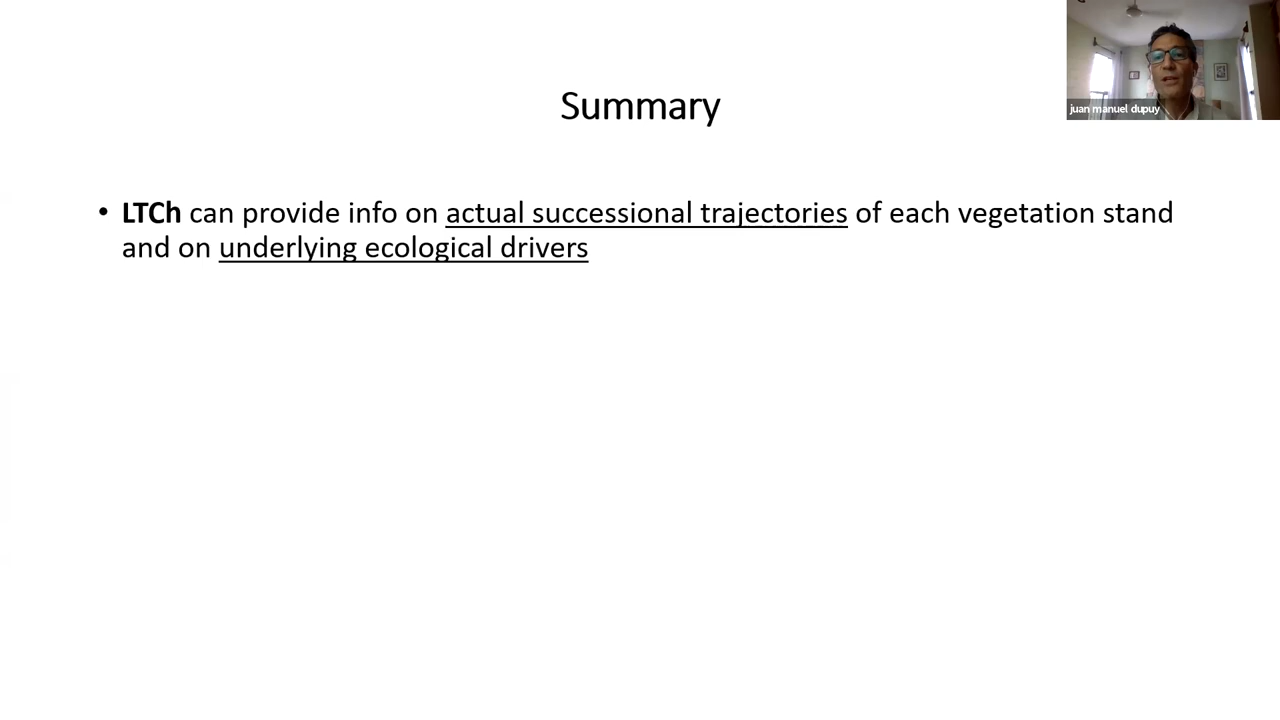 juan manuel dupuy
Summary
• LTCh can provide info on actual successional trajectories of each vegetation stand
and on underlying ecological drivers